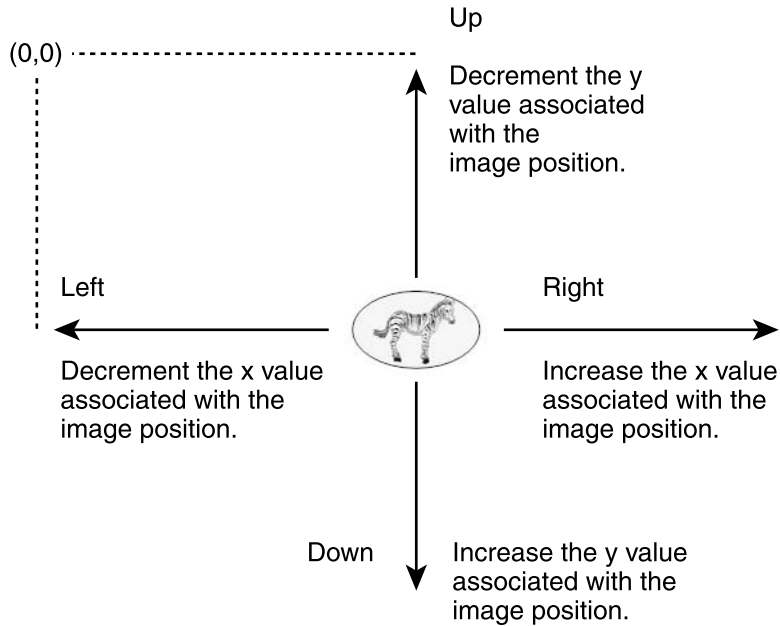 Up
(0,0)
Decrement the y
value associated
with the
image position.
Left
Right
Decrement the x value
associated with the
image position.
Increase the x value
associated with the
image position.
Down
Increase the y value
associated with the
image position.